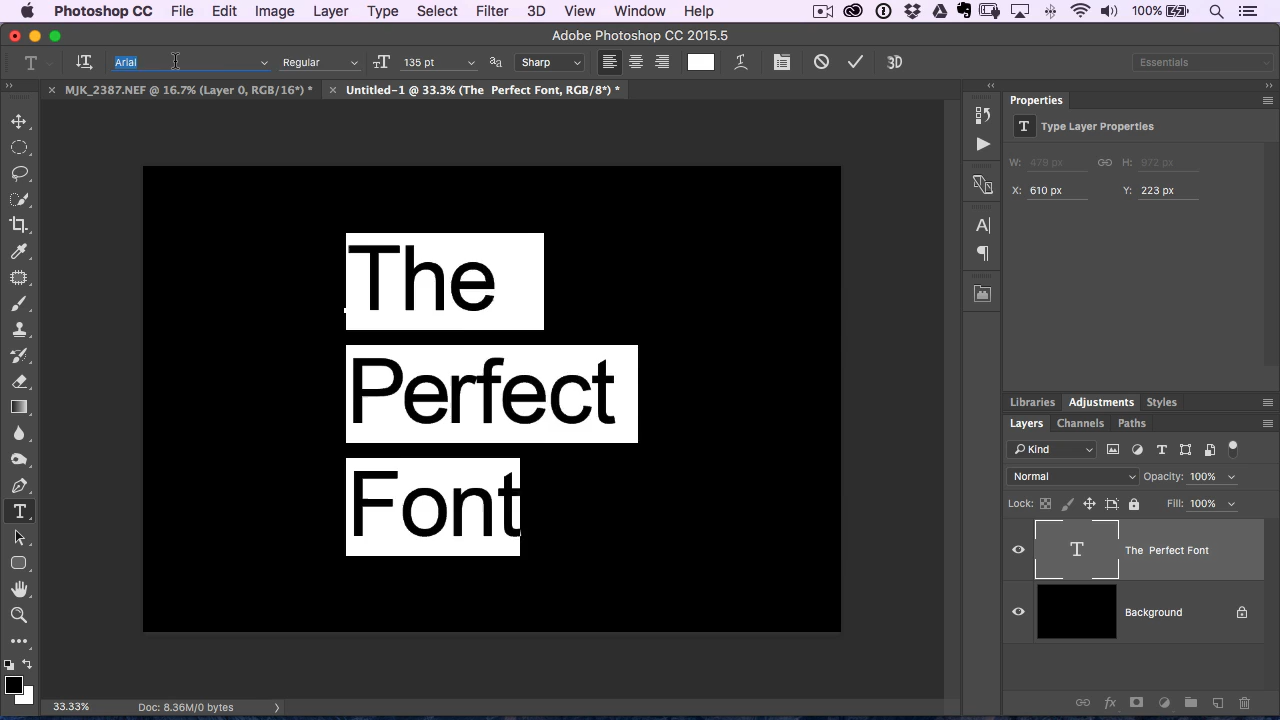 Photoshop CC File Edit Image Layer Type Select Filter 3D View Window Help 100%
Adobe Photoshop CC 2015.5
T Arial Regular 135 pt Sharp 3D Essentials
MJK_2387.NEF @ 16.7% (Layer 0, RGB/16*) * Untitled-1 @ 33.3% (The  Perfect Font, RGB/8*) *
Properties
Type Layer Properties
W: 479 px H: 972 px
X: 610 px Y: 223 px
The
Perfect
Font
Libraries Adjustments Styles
Layers Channels Paths
Kind
Normal Opacity: 100%
Lock: Fill: 100%
The  Perfect Font
Background
33.33% Doc: 8.36M/0 bytes